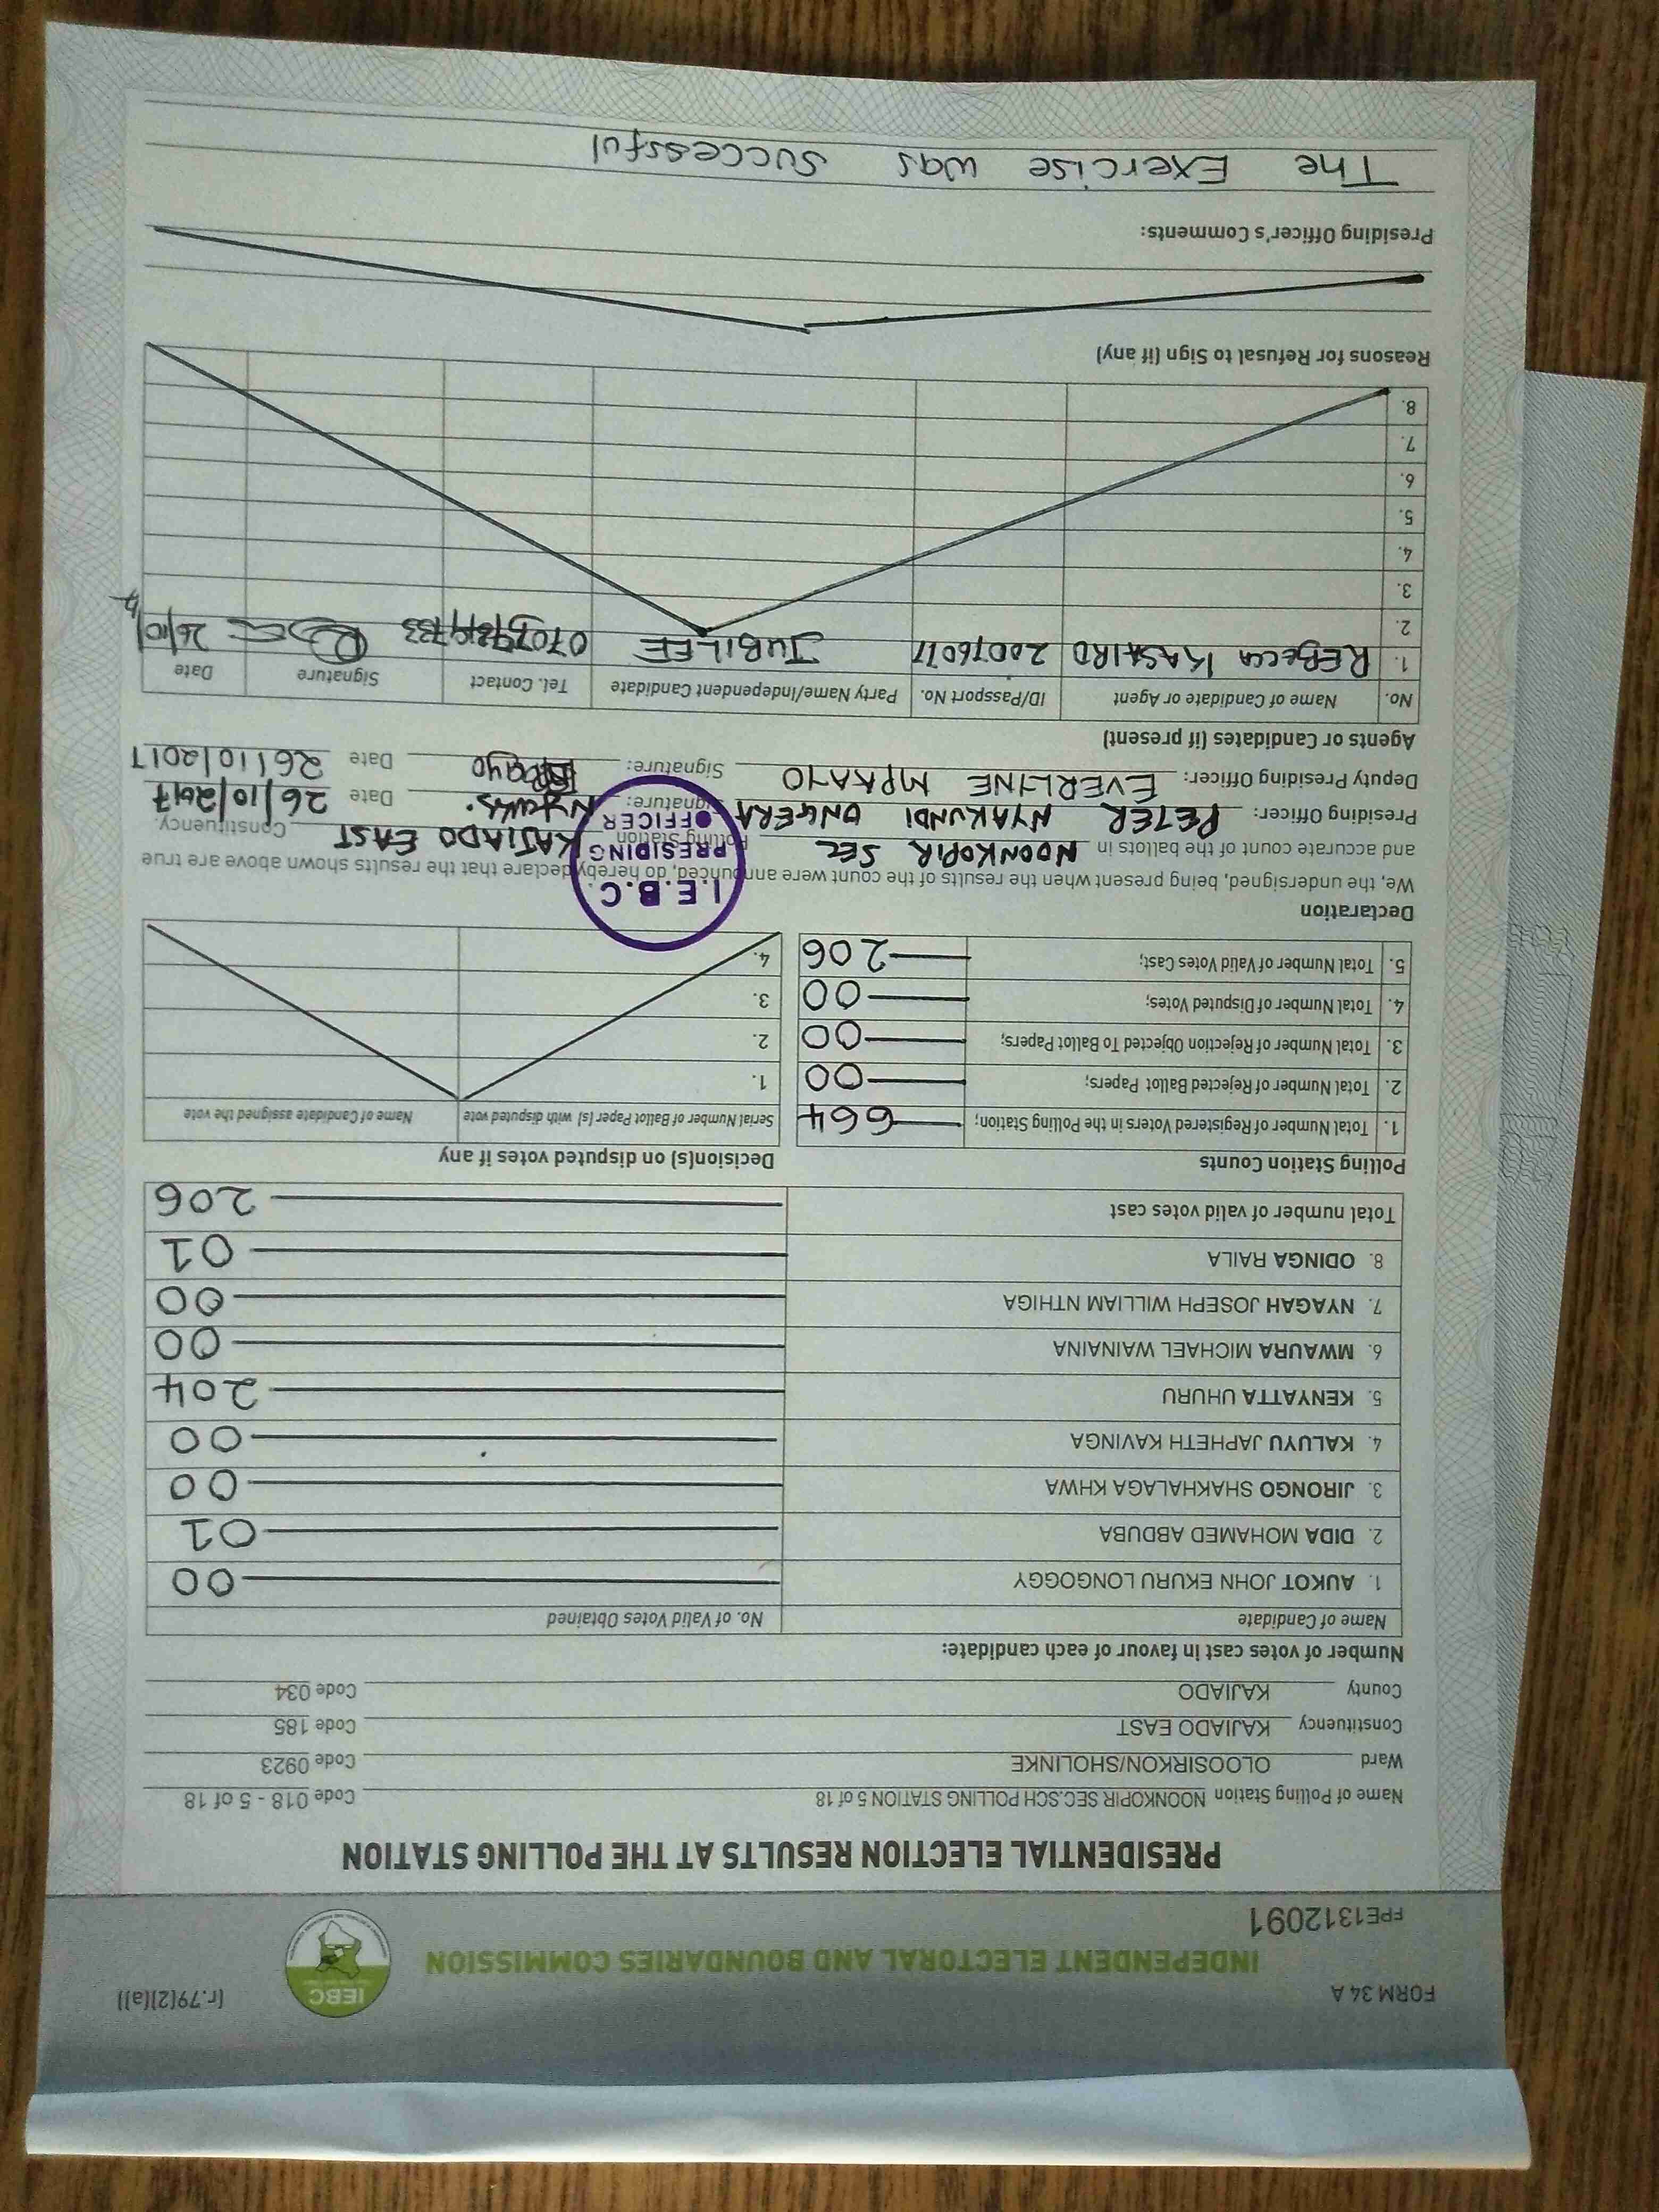 FORM 34 A
(r.79(2)(a))
IEBC
INDEPENDENT ELECTORAL AND BOUNDARIES COMMISSION
FPE1312091
PRESIDENTIAL ELECTION RESULTS AT THE POLLING STATION
Name of Polling Station NOONKOPIR SEC.SCH POLLING STATION 5 of 18 Code 018 - 5 of 18
Ward OLOOSIRKON/SHOLINKE Code 0923
Constituency KAJIADO EAST Code 185
County KAJIADO Code 034
Number of votes cast in favour of each candidate:
Name of Candidate No. of Valid Votes Obtained
1. AUKOT JOHN EKURU LONGOGGY 00
2. DIDA MOHAMED ABDUBA 01
3. JIRONGO SHAKHALAGA KHWA 00
4. KALUYU JAPHETH KAVINGA 00
5. KENYATTA UHURU 204
6. MWAURA MICHAEL WAINAINA 00
7. NYAGAH JOSEPH WILLIAM NTHIGA 00
8. ODINGA RAILA 01
Total number of valid votes cast 206
Polling Station Counts
1. Total Number of Registered Voters in the Polling Station; 664
2. Total Number of Rejected Ballot Papers; 00
3. Total Number of Rejection Objected To Ballot Papers; 00
4. Total Number of Disputed Votes; 00
5. Total Number of Valid Votes Cast; 206
Decision(s) on disputed votes if any
Serial Number of Ballot Paper (s) with disputed vote Name of Candidate assigned the vote
1.
2.
3.
4.
Declaration
We, the undersigned, being present when the results of the count were announced, do hereby declare that the results shown above are true
and accurate count of the ballots in NOONKOPIR SEC Polling Station KAJIADO EAST Constituency.
I.E.B.C.
PRESIDING
OFFICER
Presiding Officer: PETER NYAKUNDI ONGERA Signature: Date 26/10/2017
Deputy Presiding Officer: EVERLYNE MPKAYO Signature: Date 26/10/2017
Agents or Candidates (if present)
No. Name of Candidate or Agent ID/Passport No. Party Name/Independent Candidate Tel. Contact Signature Date
1. REBECCA KASAIRO 20076077 JUBILEE 26/10/17
2.
3.
4.
5.
6.
7.
8.
Reasons for Refusal to Sign (if any)
Presiding Officer's Comments:
The Exercise was successful